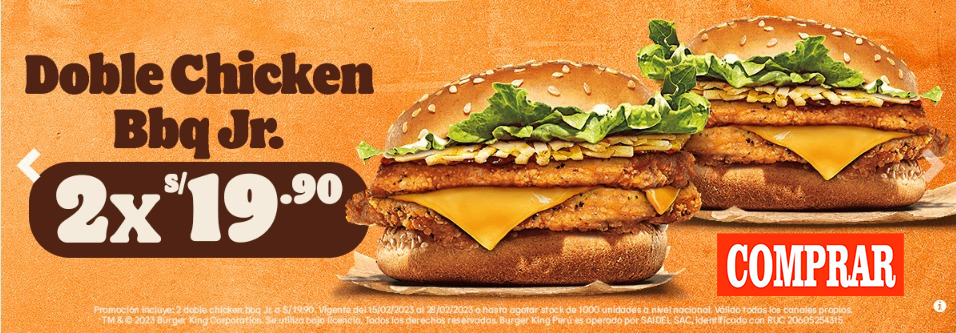 Doble Chicken
Bbq Jr.
2x S/19.90
COMPRAR
Promoción incluye: 2 doble chicken bbq Jr. a S/19.90. Vigente del 15/02/2023 al 28/02/2023 o hasta agotar stock de 1000 unidades a nivel nacional. Válido todos los canales propios.
TM & © 2023 Burger King Corporation. Se utiliza bajo licencia. Todos los derechos reservados. Burger King Perú es operado por SAIDEL SAC, identificado con RUC 20605254315.
i